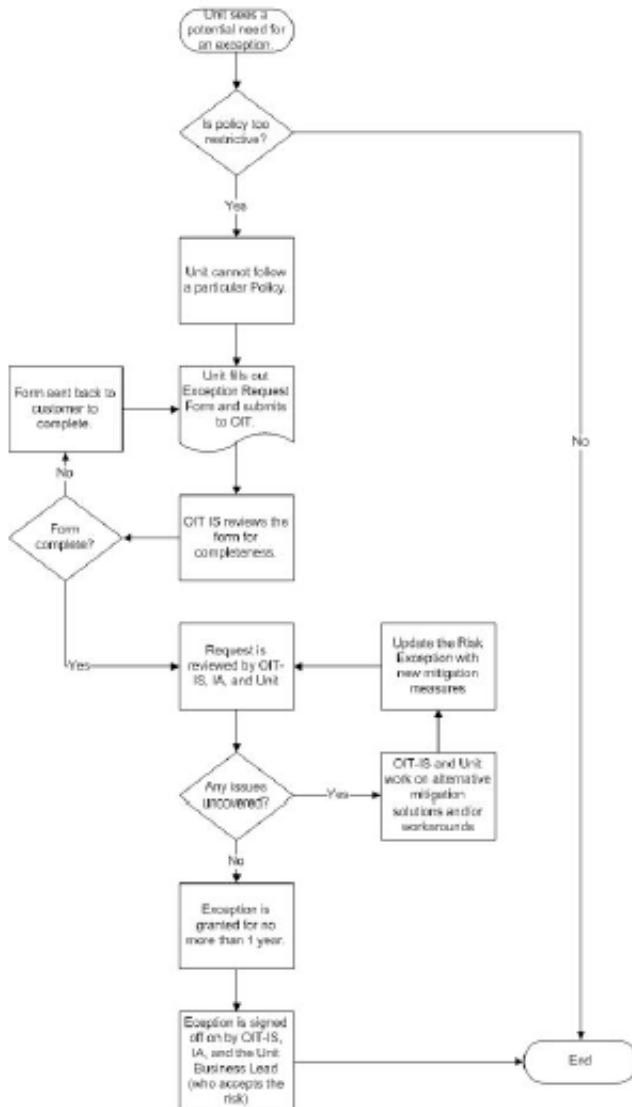 Unit sees a
potential need for
an exception.
Is policy too
restrictive?
Yes
Unit cannot follow
a particular Policy.
Form sent back to
customer to
complete.
Unit fills out
Exception Request
Form and submits
to OIT.
No
No
Form
complete?
OIT IS reviews the
form for
completeness.
Yes
Request is
reviewed by OIT-
IS, IA, and Unit
Update the Risk
Exception with
new mitigation
measures
Any issues
uncovered?
Yes
OIT-IS and Unit
work on alternative
mitigation
solutions and/or
workarounds
No
Exception is
granted for no
more than 1 year.
Eception is signed
off on by OIT-IS,
IA, and the Unit
Business Lead
(who accepts the
risk)
End